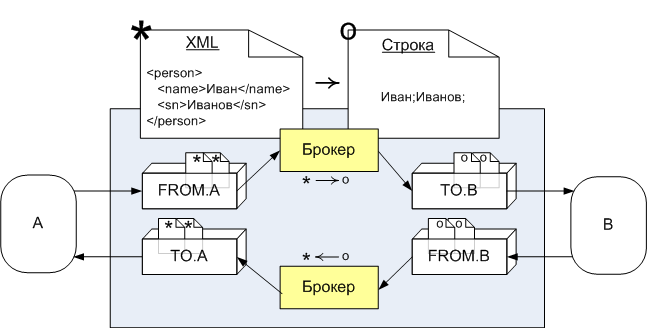 * XML
<person>
<name>Иван</name>
<sn>Иванов</sn>
</person>
→
o Строка
Иван;Иванов;
Брокер
* → o
A
* *
FROM.A
o o
TO.B
B
* *
TO.A
* ← o
Брокер
o o
FROM.B